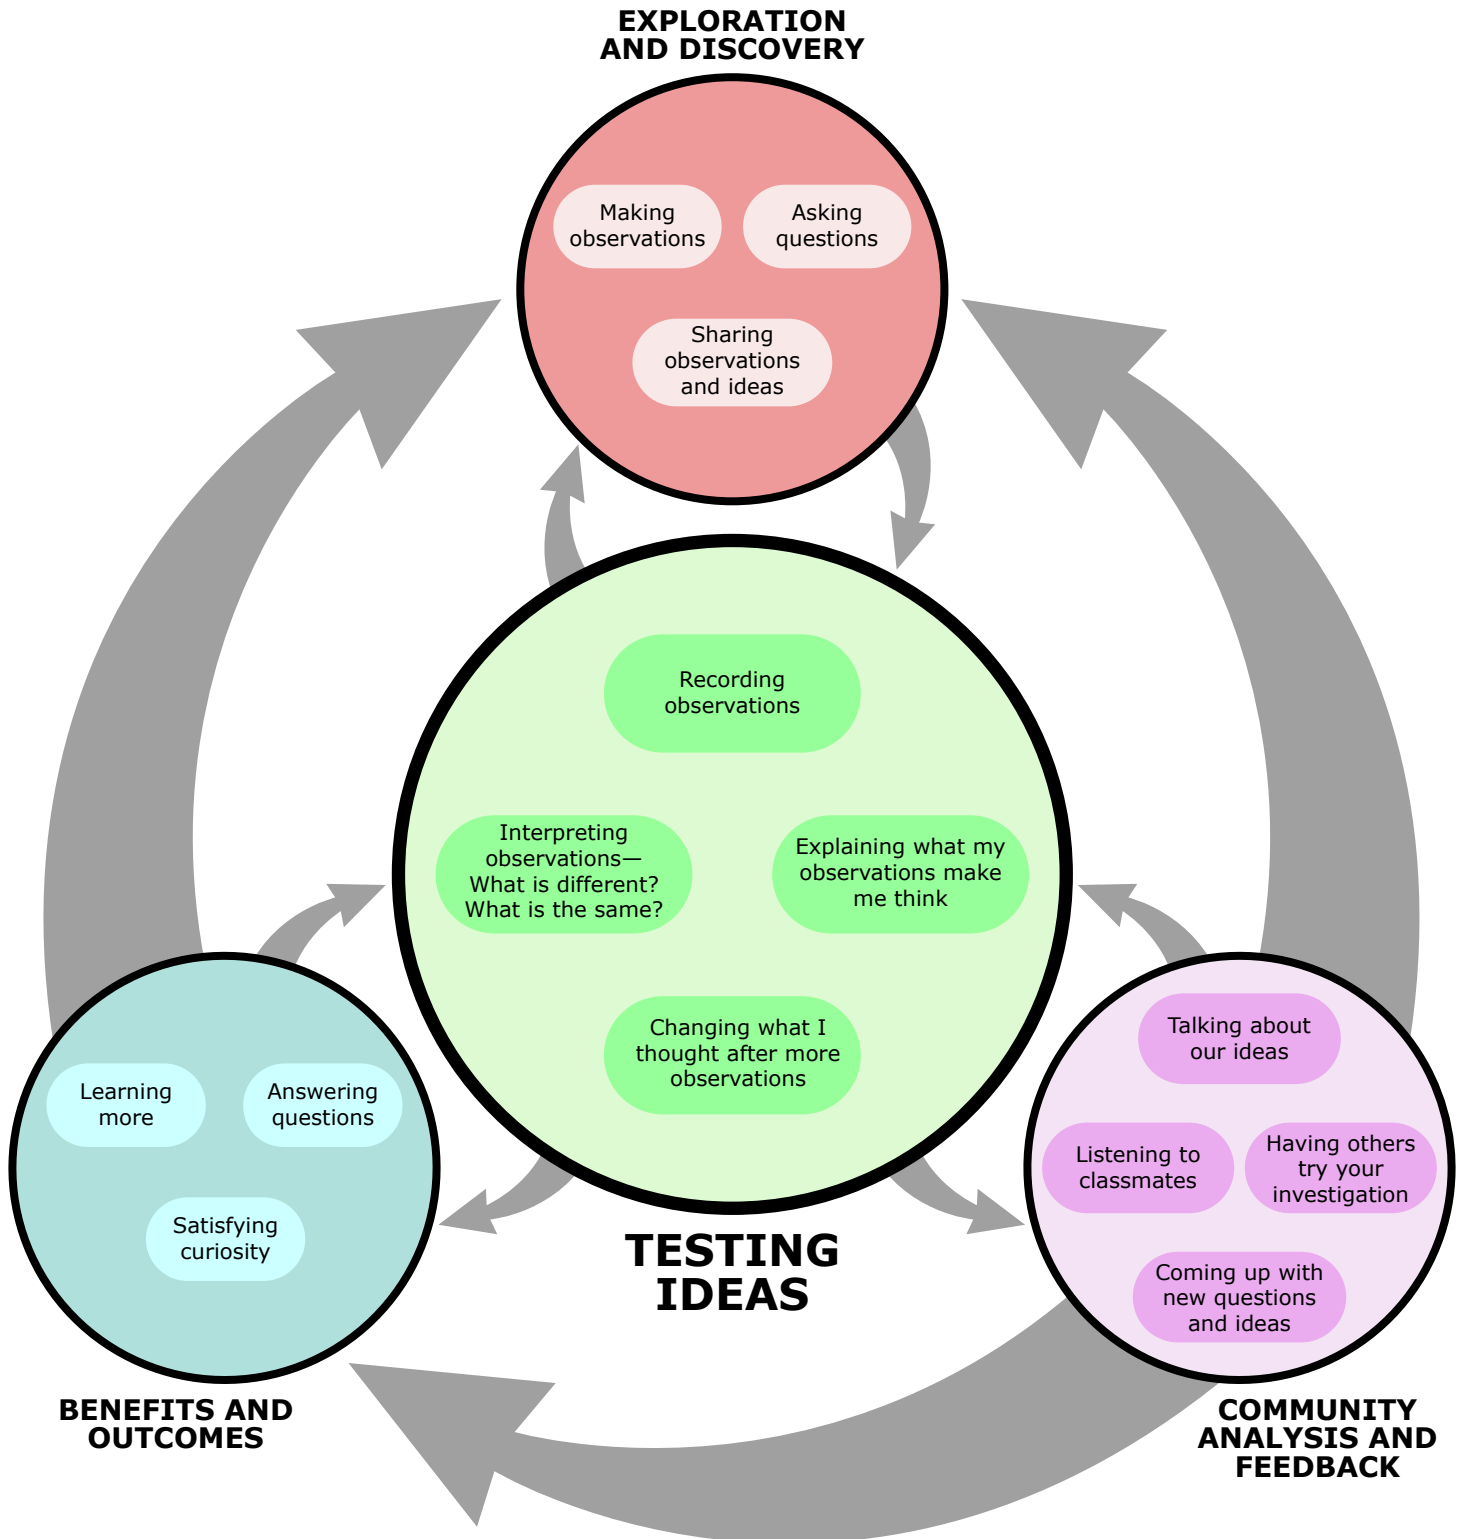 EXPLORATION
AND DISCOVERY
Making
observations
Asking
questions
Sharing
observations
and ideas
Recording
observations
Interpreting
observations—
What is different?
What is the same?
Explaining what my
observations make
me think
Changing what I
thought after more
observations
TESTING
IDEAS
Learning
more
Answering
questions
Satisfying
curiosity
BENEFITS AND
OUTCOMES
Talking about
our ideas
Listening to
classmates
Having others
try your
investigation
Coming up with
new questions
and ideas
COMMUNITY
ANALYSIS AND
FEEDBACK